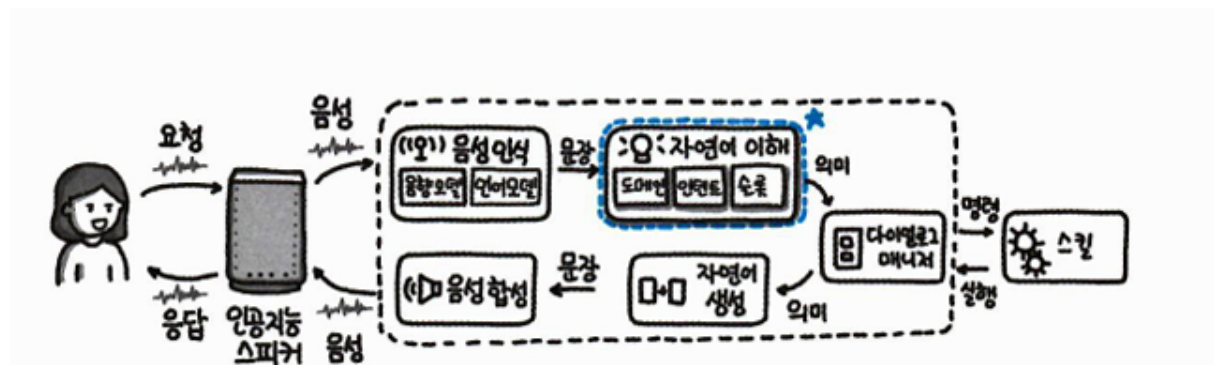 요청
음성
음성인식
음향모델
언어모델
문장
자연어 이해
도메인
인텐트
슬롯
의미
다이얼로그
매니저
명령
스킬
실행
의미
자연어
생성
문장
음성 합성
음성
인공지능
스피커
응답